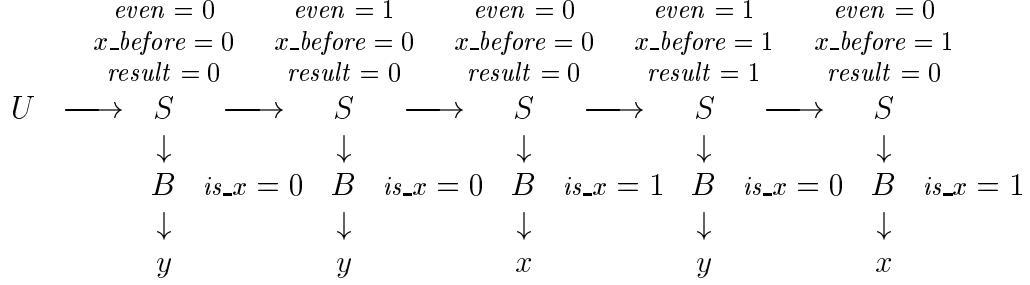 even = 0 even = 1 even = 0 even = 1 even = 0
x_before = 0 x_before = 0 x_before = 0 x_before = 1 x_before = 1
result = 0 result = 0 result = 0 result = 1 result = 0
U ⟶ S ⟶ S ⟶ S ⟶ S ⟶ S
↓ ↓ ↓ ↓ ↓
B is_x = 0 B is_x = 0 B is_x = 1 B is_x = 0 B is_x = 1
↓ ↓ ↓ ↓ ↓
y y x y x